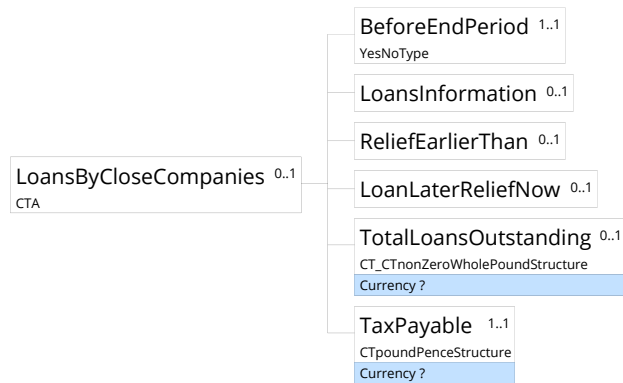 BeforeEndPeriod 1..1
YesNoType
LoansInformation 0..1
ReliefEarlierThan 0..1
LoansByCloseCompanies 0..1
CTA
LoanLaterReliefNow 0..1
TotalLoansOutstanding 0..1
CT_CTnonZeroWholePoundStructure
Currency ?
TaxPayable 1..1
CTpoundPenceStructure
Currency ?